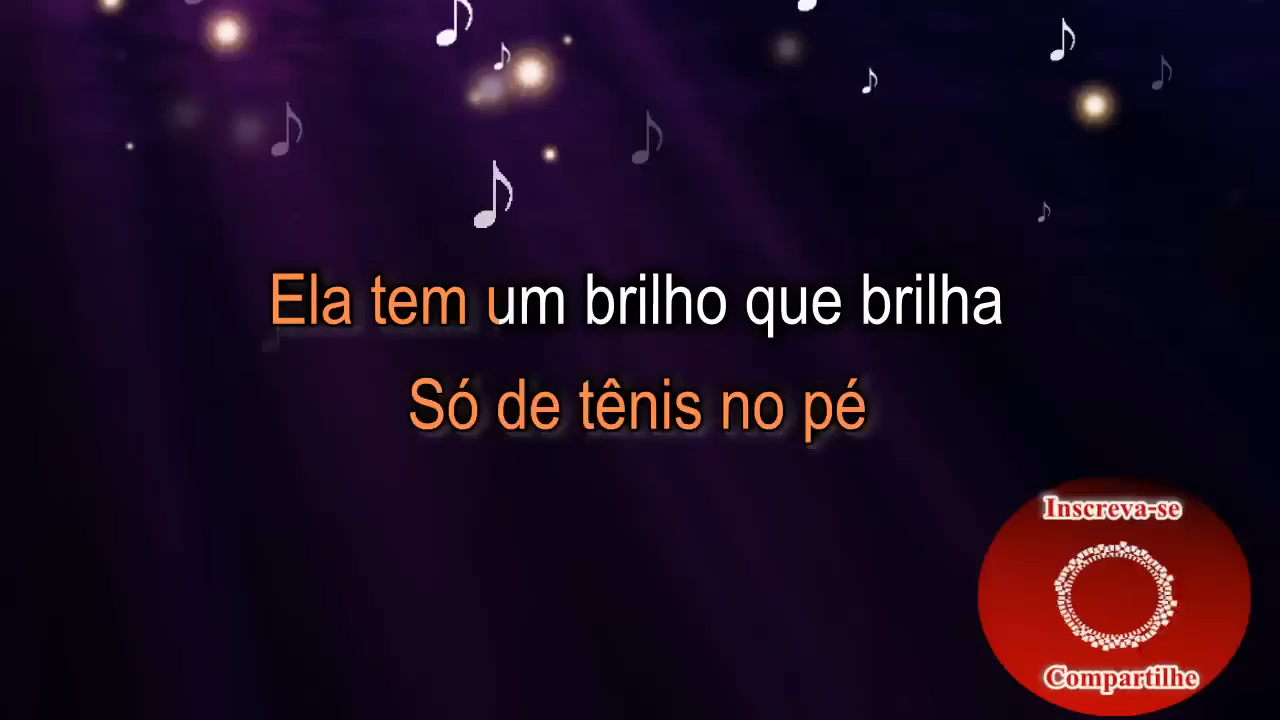 Ela tem um brilho que brilha
Só de tênis no pé
Inscreva-se
Compartilhe